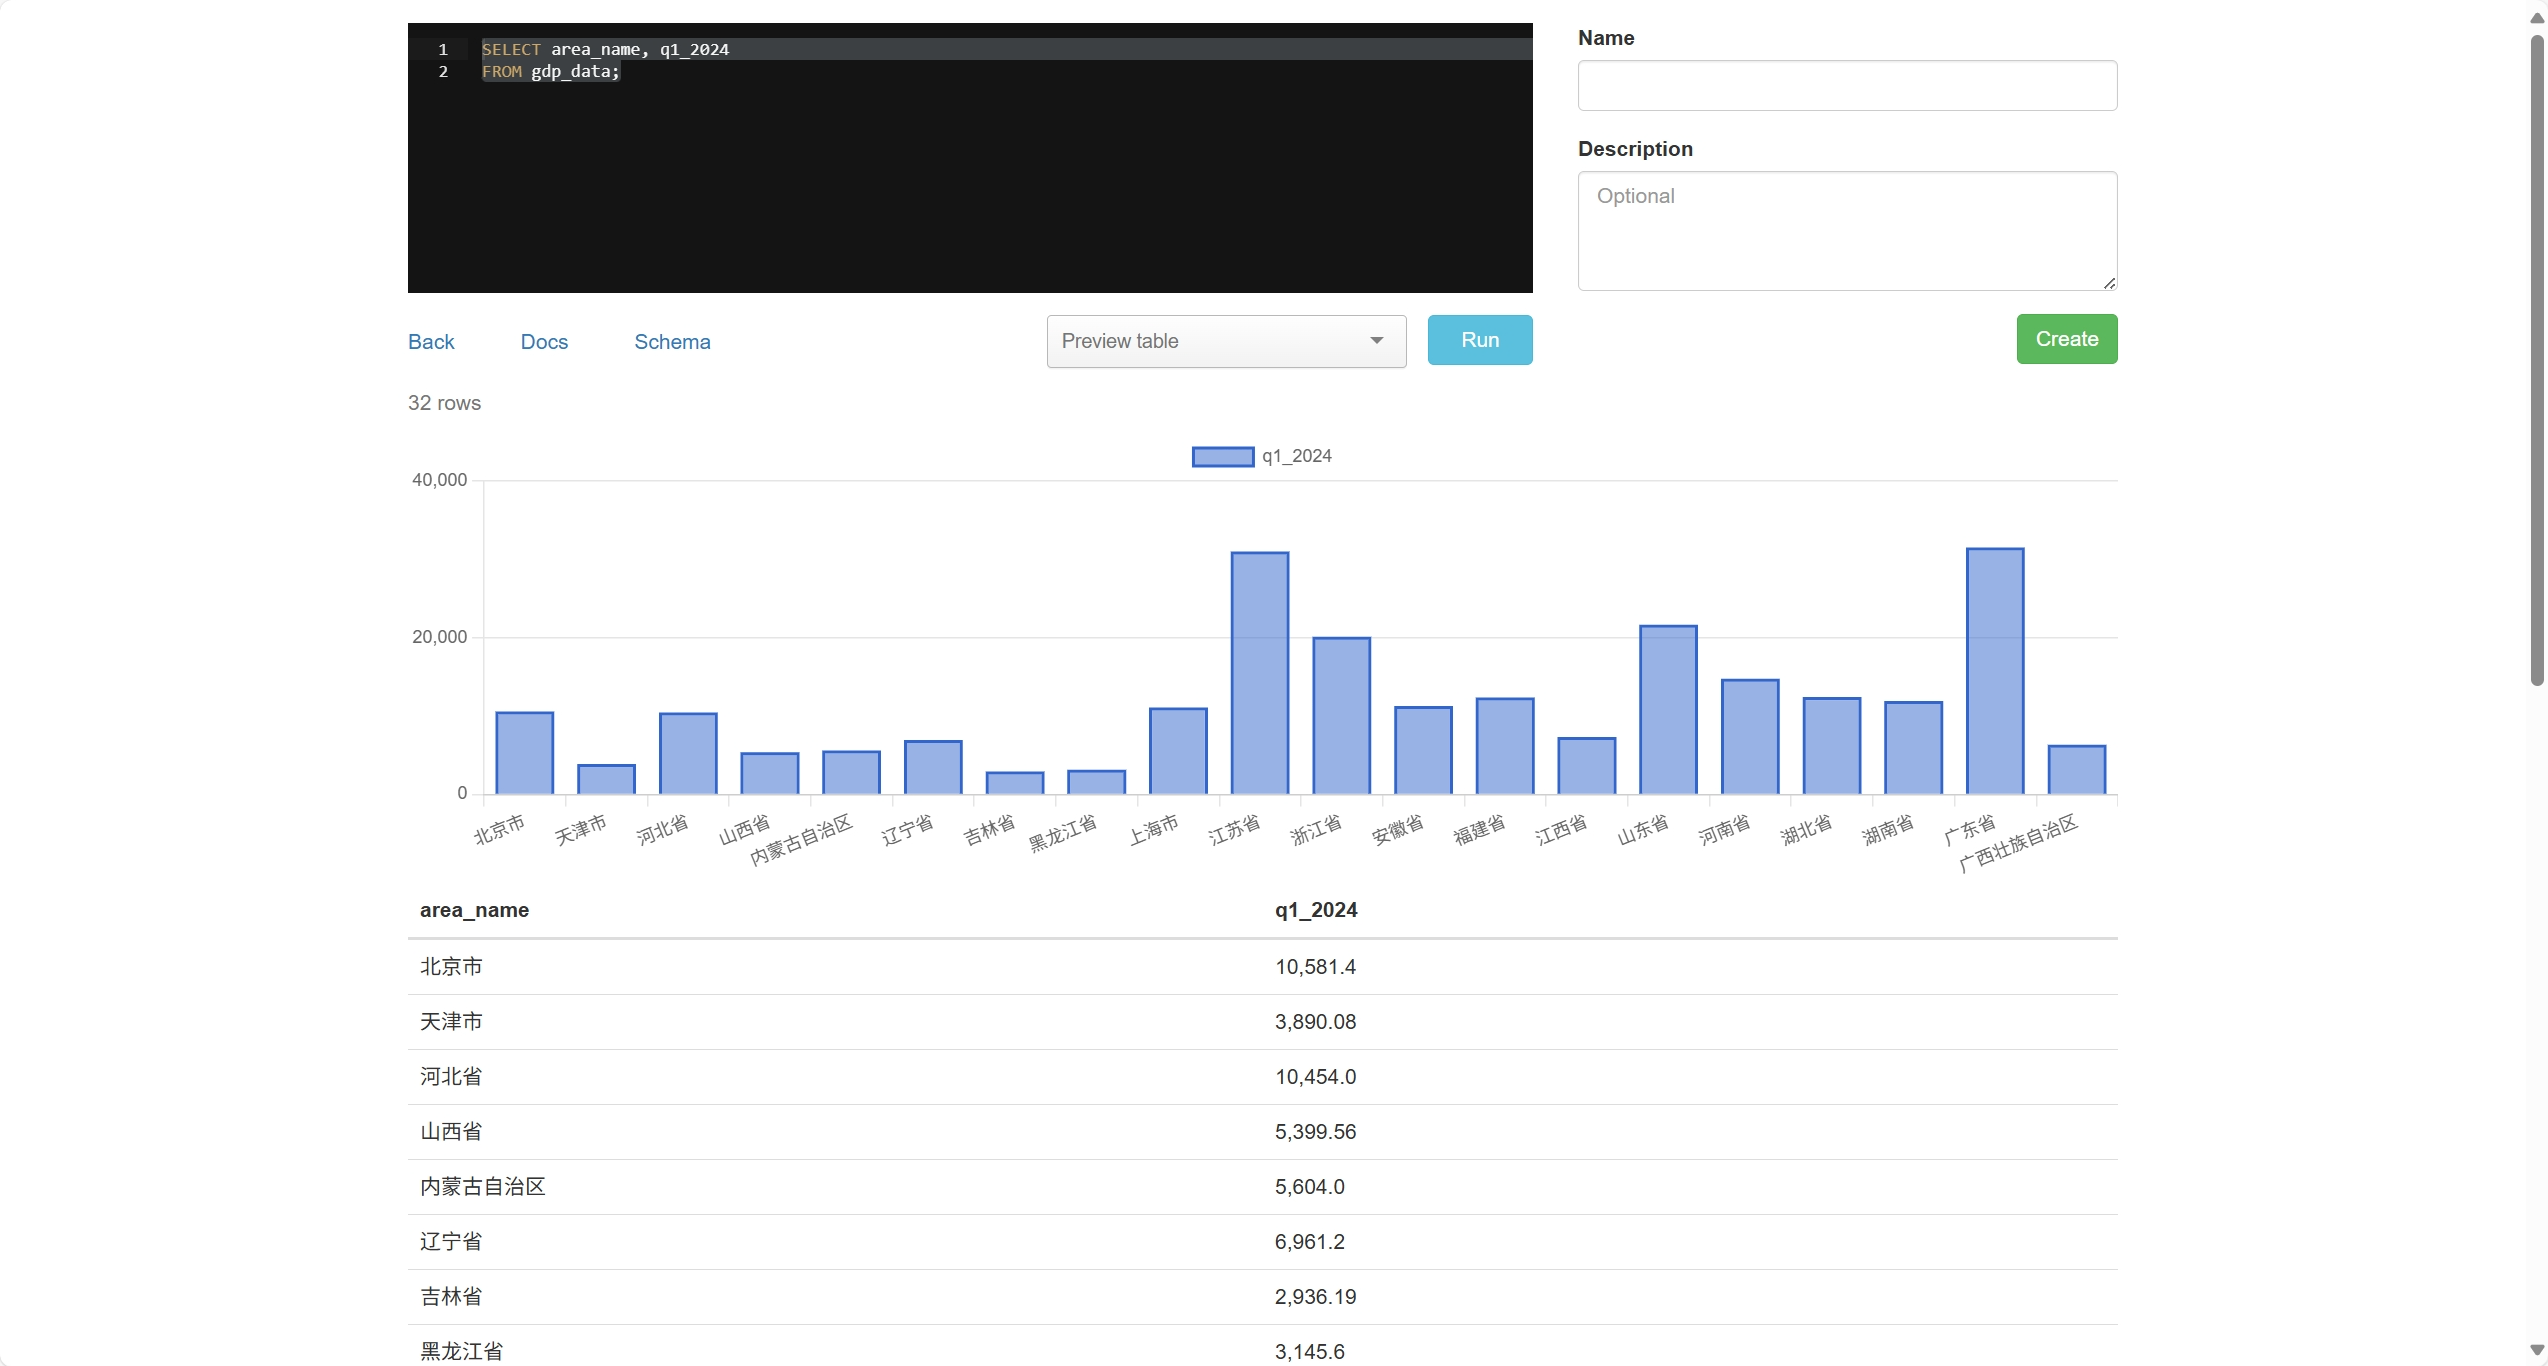 1 SELECT area_name, q1_2024
2 FROM gdp_data;
Name
Description
Optional
Back Docs Schema Preview table Run Create
32 rows
q1_2024
40,000
20,000
0
北京市 天津市 河北省 山西省 内蒙古自治区 辽宁省 吉林省 黑龙江省 上海市 江苏省 浙江省 安徽省 福建省 江西省 山东省 河南省 湖北省 湖南省 广东省 广西壮族自治区
area_name q1_2024
北京市 10,581.4
天津市 3,890.08
河北省 10,454.0
山西省 5,399.56
内蒙古自治区 5,604.0
辽宁省 6,961.2
吉林省 2,936.19
黑龙江省 3,145.6